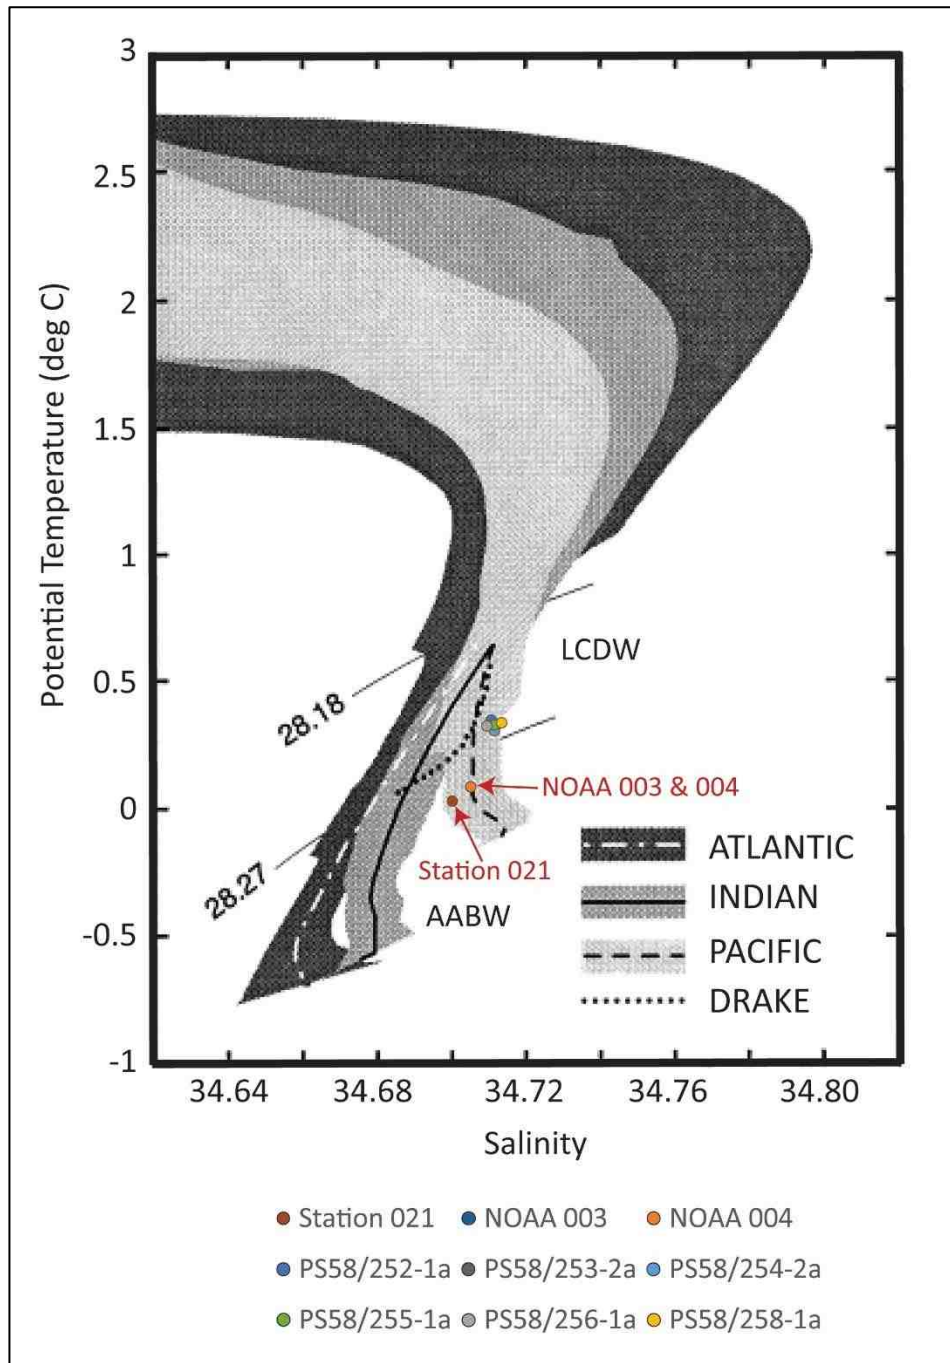 3
2.5
2
1.5
1
0.5
0
-0.5
-1
Potential Temperature (deg C)
28.18
28.27
LCDW
NOAA 003 & 004
Station 021
AABW
ATLANTIC
INDIAN
PACIFIC
DRAKE
34.64 34.68 34.72 34.76 34.80
Salinity
Station 021 NOAA 003 NOAA 004
PS58/252-1a PS58/253-2a PS58/254-2a
PS58/255-1a PS58/256-1a PS58/258-1a